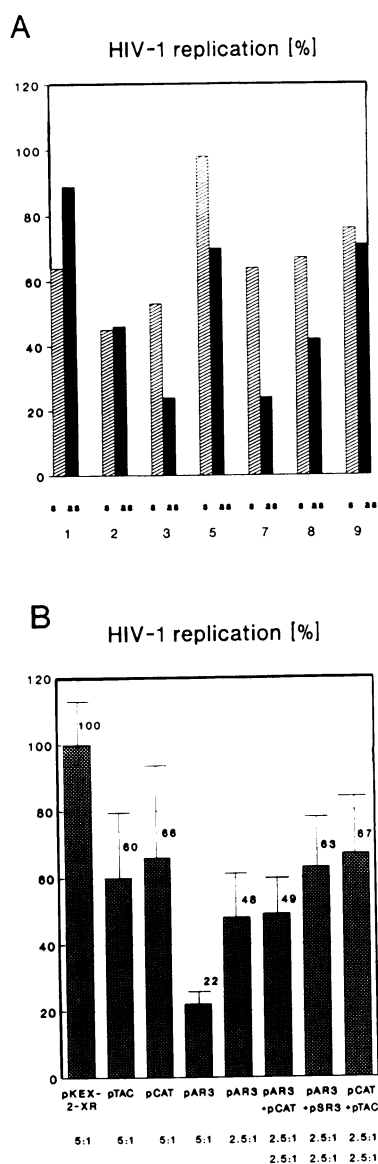 A
HIV-1 replication [%]
120
100
80
60
40
20
0
s as s as s as s as s as s as s as
1 2 3 5 7 8 9
B
HIV-1 replication [%]
120
100
80
60
40
20
0
100
60
66
22
48
49
63
67
pKEX- pTAC pCAT pAR3 pAR3 pAR3 pAR3 pCAT
2-XR +pCAT +pSR3 +pTAC
5:1 5:1 5:1 5:1 2.5:1 2.5:1 2.5:1 2.5:1
2.5:1 2.5:1 2.5:1